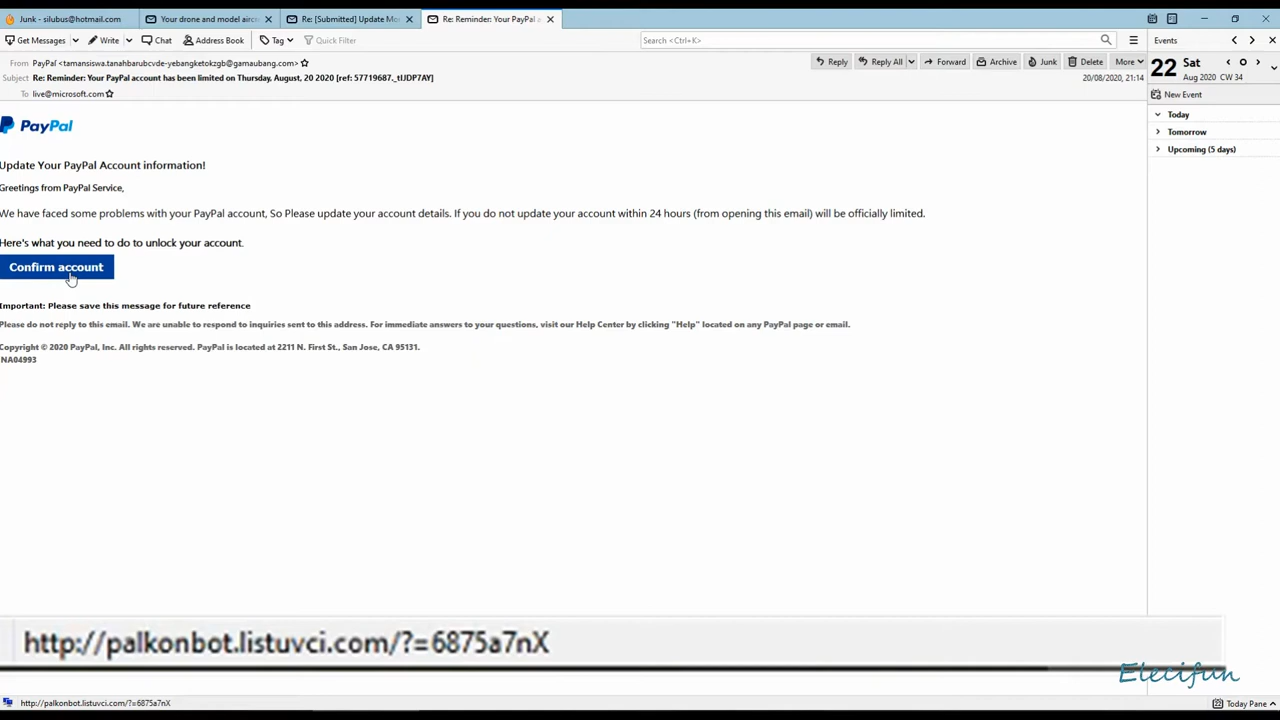 Junk - silubus@hotmail.com
Your drone and model airc
Re: [Submitted] Update Mo
Re: Reminder: Your PayPal a
Get Messages Write Chat Address Book Tag Quick Filter
Search <Ctrl+K>
Events
From PayPal <tamansiswa.tanahbarubcvde-yebangketokzgb@gamaubang.com>
Reply Reply All Forward Archive Junk Delete More
Subject Re: Reminder: Your PayPal account has been limited on Thursday, August, 20 2020 [ref: 57719687._tIJDP7AY]
20/08/2020, 21:14
To live@microsoft.com
22 Sat
Aug 2020 CW 34
New Event
Today
Tomorrow
Upcoming (5 days)
PayPal
Update Your PayPal Account information!
Greetings from PayPal Service,
We have faced some problems with your PayPal account, So Please update your account details. If you do not update your account within 24 hours (from opening this email) will be officially limited.
Here's what you need to do to unlock your account.
Confirm account
Important: Please save this message for future reference
Please do not reply to this email. We are unable to respond to inquiries sent to this address. For immediate answers to your questions, visit our Help Center by clicking "Help" located on any PayPal page or email.
Copyright © 2020 PayPal, Inc. All rights reserved. PayPal is located at 2211 N. First St., San Jose, CA 95131.
NA04993
http://palkonbot.listuvci.com/?=6875a7nX
Elecifun
http://palkonbot.listuvci.com/?=6875a7nX
Today Pane